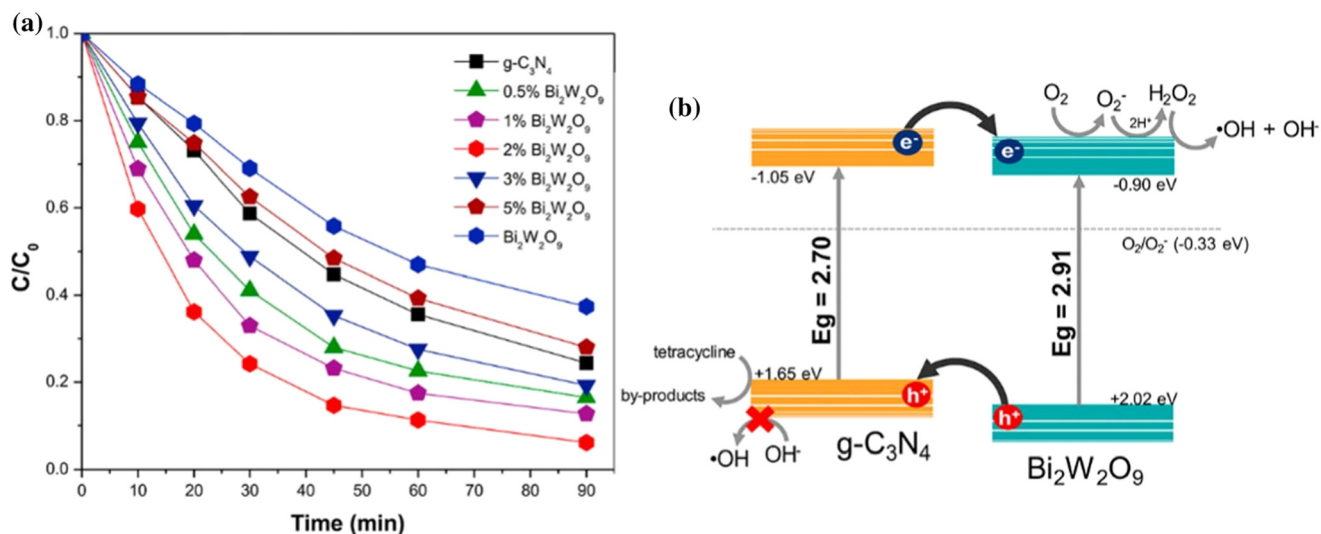 (a)
1.0
0.8
0.6
0.4
0.2
0.0
C/C₀
0 10 20 30 40 50 60 70 80 90
Time (min)
g-C₃N₄
0.5% Bi₂W₂O₉
1% Bi₂W₂O₉
2% Bi₂W₂O₉
3% Bi₂W₂O₉
5% Bi₂W₂O₉
Bi₂W₂O₉
(b)
O₂ O₂⁻ H₂O₂
2H⁺
•OH + OH⁻
e⁻ e⁻
-1.05 eV
-0.90 eV
O₂/O₂⁻ (-0.33 eV)
Eg = 2.70
Eg = 2.91
tetracycline
by-products
+1.65 eV
+2.02 eV
h⁺ h⁺
•OH OH⁻
g-C₃N₄
Bi₂W₂O₉